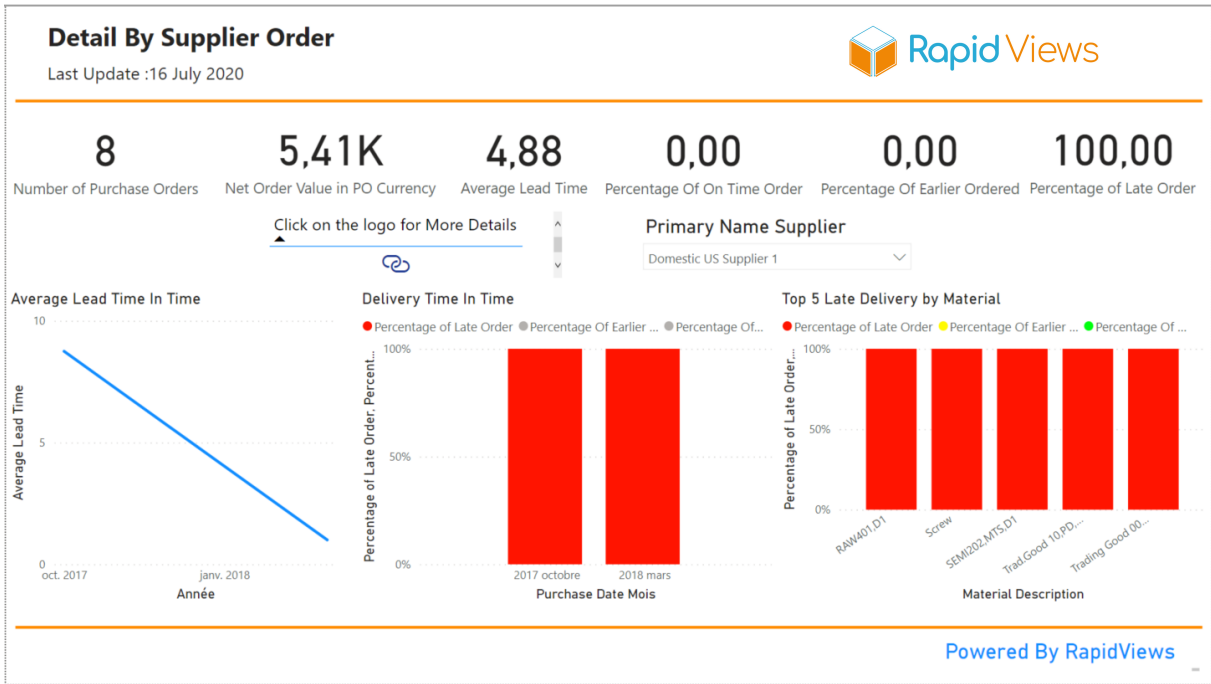 Detail By Supplier Order
Last Update :16 July 2020
Rapid Views
8
Number of Purchase Orders
5,41K
Net Order Value in PO Currency
4,88
Average Lead Time
0,00
Percentage Of On Time Order
0,00
Percentage Of Earlier Ordered
100,00
Percentage of Late Order
Click on the logo for More Details
Primary Name Supplier
Domestic US Supplier 1
Average Lead Time In Time
10
5
0
Average Lead Time
oct. 2017
janv. 2018
Année
Delivery Time In Time
Percentage of Late Order
Percentage Of Earlier ...
Percentage Of...
Percentage of Late Order, Percent...
100%
50%
0%
2017 octobre
2018 mars
Purchase Date Mois
Top 5 Late Delivery by Material
Percentage of Late Order
Percentage Of Earlier ...
Percentage Of ...
Percentage of Late Order,...
100%
50%
0%
RAW401,D1
Screw
SEMI202,MTS,D1
Trad.Good 10,PD,...
Trading Good 00...
Material Description
Powered By RapidViews